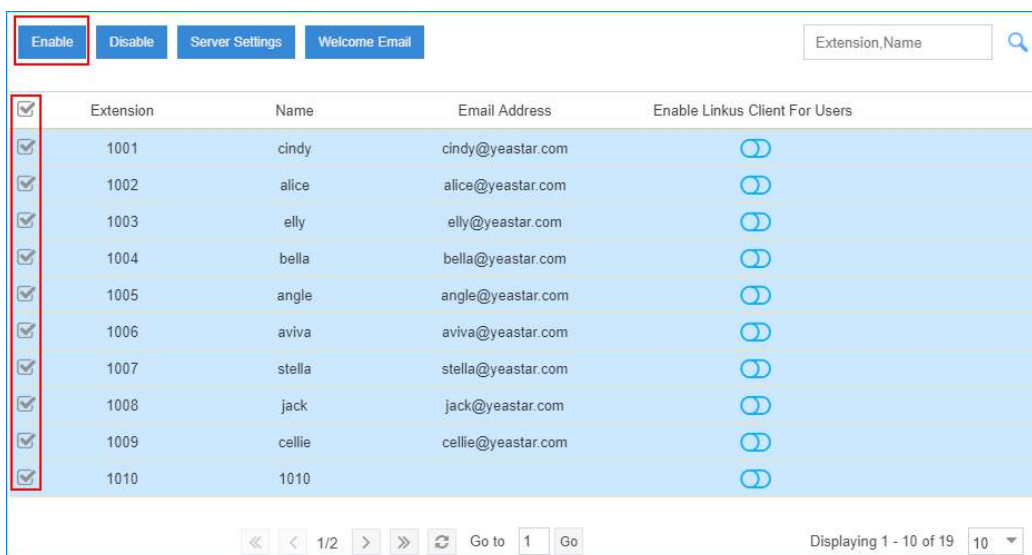 Enable Disable Server Settings Welcome Email Extension,Name
Extension Name Email Address Enable Linkus Client For Users
1001 cindy cindy@yeastar.com
1002 alice alice@yeastar.com
1003 elly elly@yeastar.com
1004 bella bella@yeastar.com
1005 angle angle@yeastar.com
1006 aviva aviva@yeastar.com
1007 stella stella@yeastar.com
1008 jack jack@yeastar.com
1009 cellie cellie@yeastar.com
1010 1010
1/2 Go to 1 Go Displaying 1 - 10 of 19 10